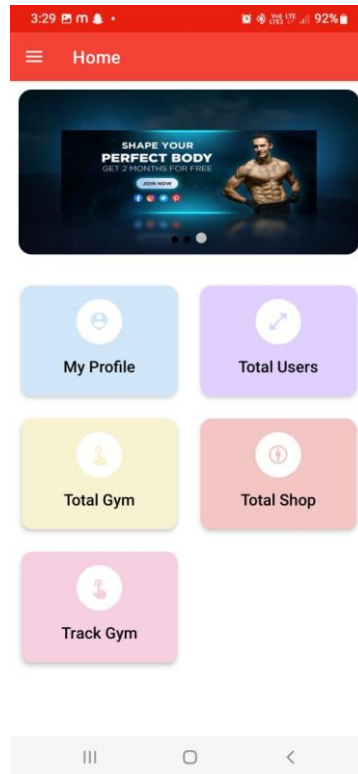 3:29 m 92%
Home
SHAPE YOUR
PERFECT BODY
GET 2 MONTHS FOR FREE
JOIN NOW
My Profile
Total Users
Total Gym
Total Shop
Track Gym